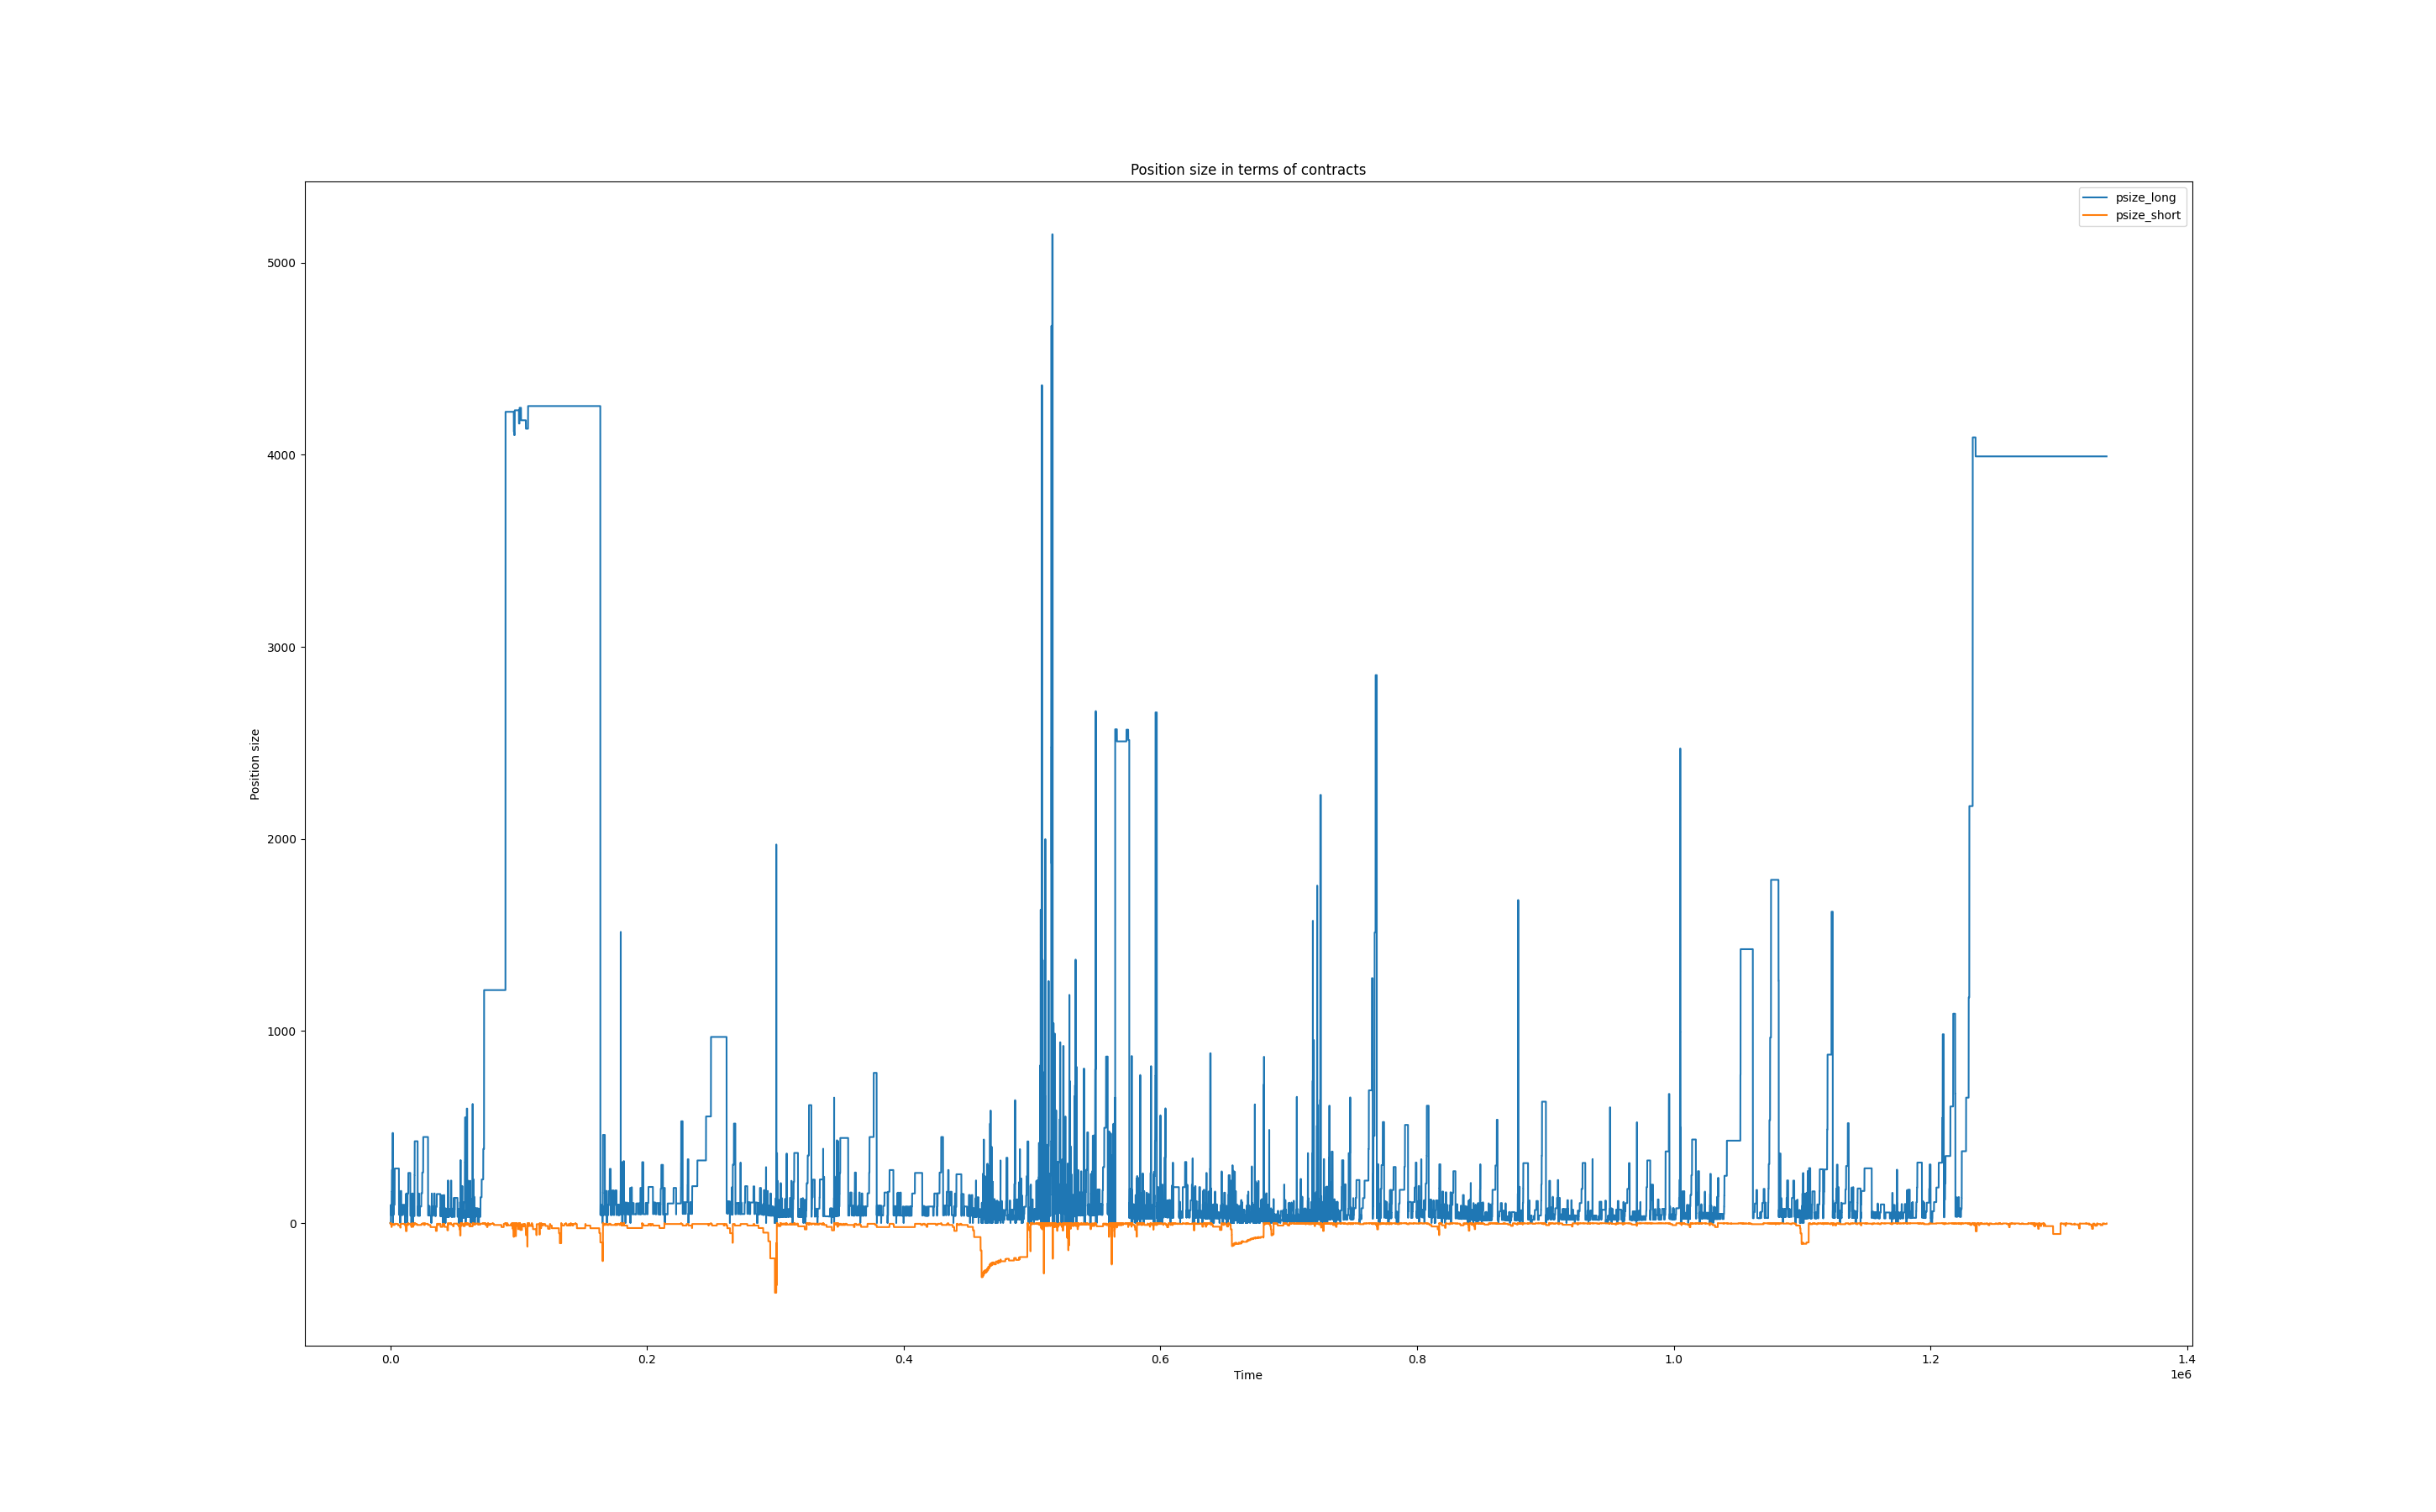 Position size in terms of contracts
psize_long
psize_short
Position size
5000
4000
3000
2000
1000
0
0.0 0.2 0.4 0.6 0.8 1.0 1.2 1.4
Time
1e6